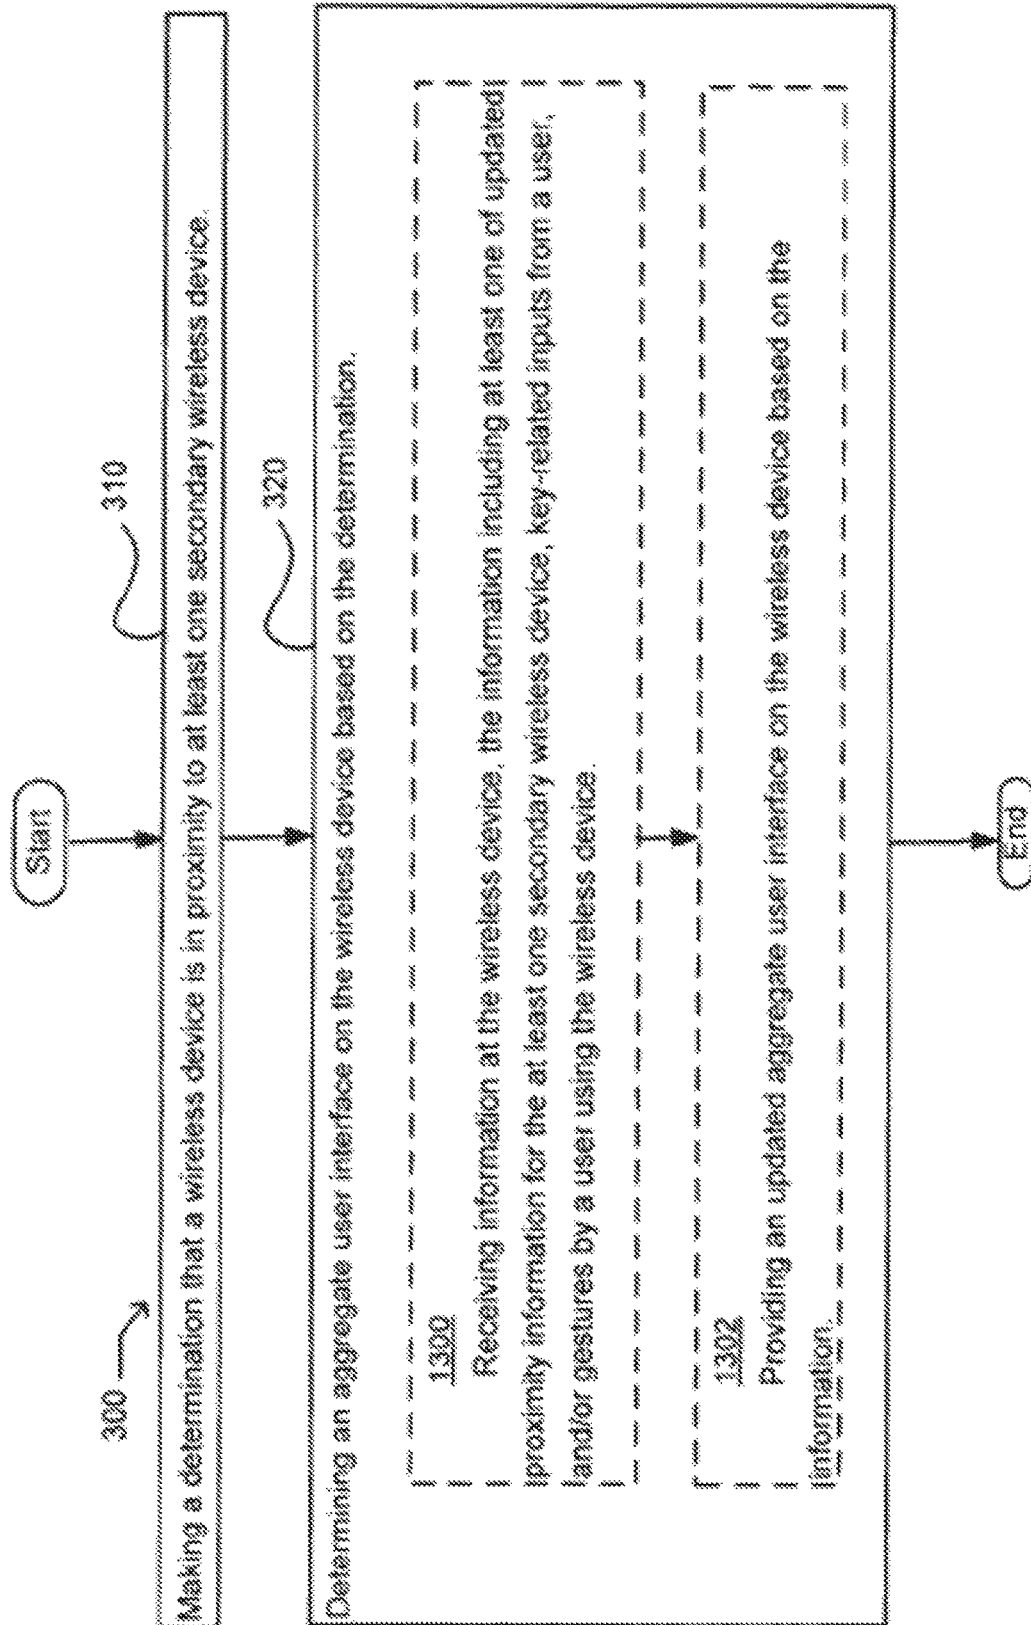 Start
300
310
Making a determination that a wireless device is in proximity to at least one secondary wireless device.
320
Determining an aggregate user interface on the wireless device based on the determination.
1300
Receiving information at the wireless device, the information including at least one of updated
proximity information for the at least one secondary wireless device, key-related inputs from a user,
and/or gestures by a user using the wireless device.
1302
Providing an updated aggregate user interface on the wireless device based on the
information.
End